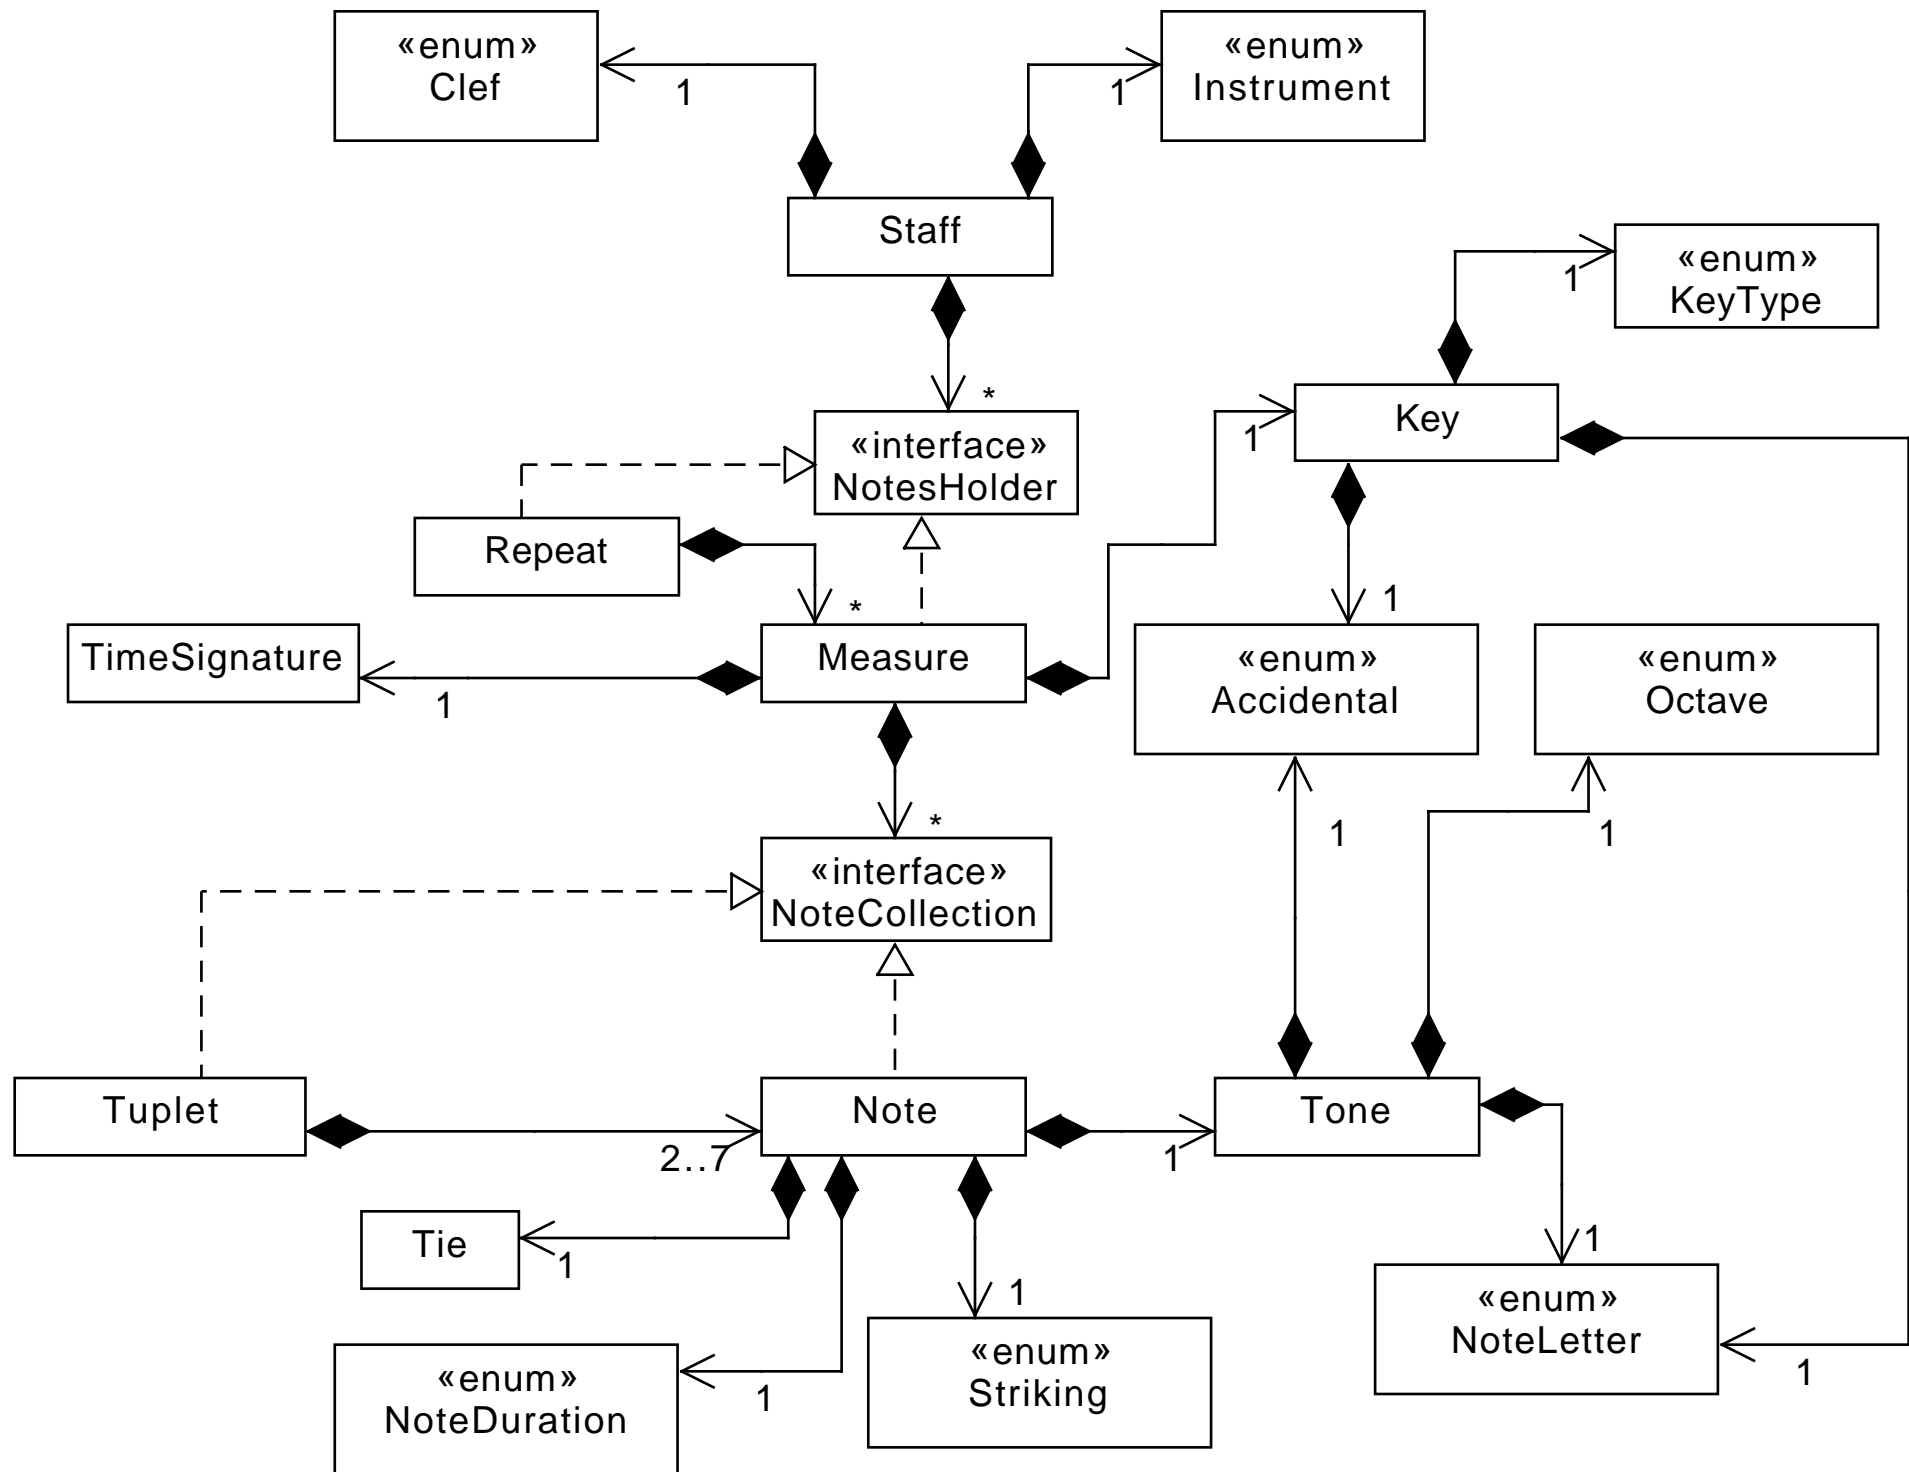 «enum»
Clef
1
«enum»
Instrument
1
Staff
«enum»
KeyType
1
*
«interface»
NotesHolder
Key
1
Repeat
*
1
TimeSignature
1
Measure
«enum»
Accidental
«enum»
Octave
*
1
1
«interface»
NoteCollection
Tuplet
2..7
Note
1
Tone
Tie
1
1
1
«enum»
NoteLetter
1
«enum»
NoteDuration
1
«enum»
Striking